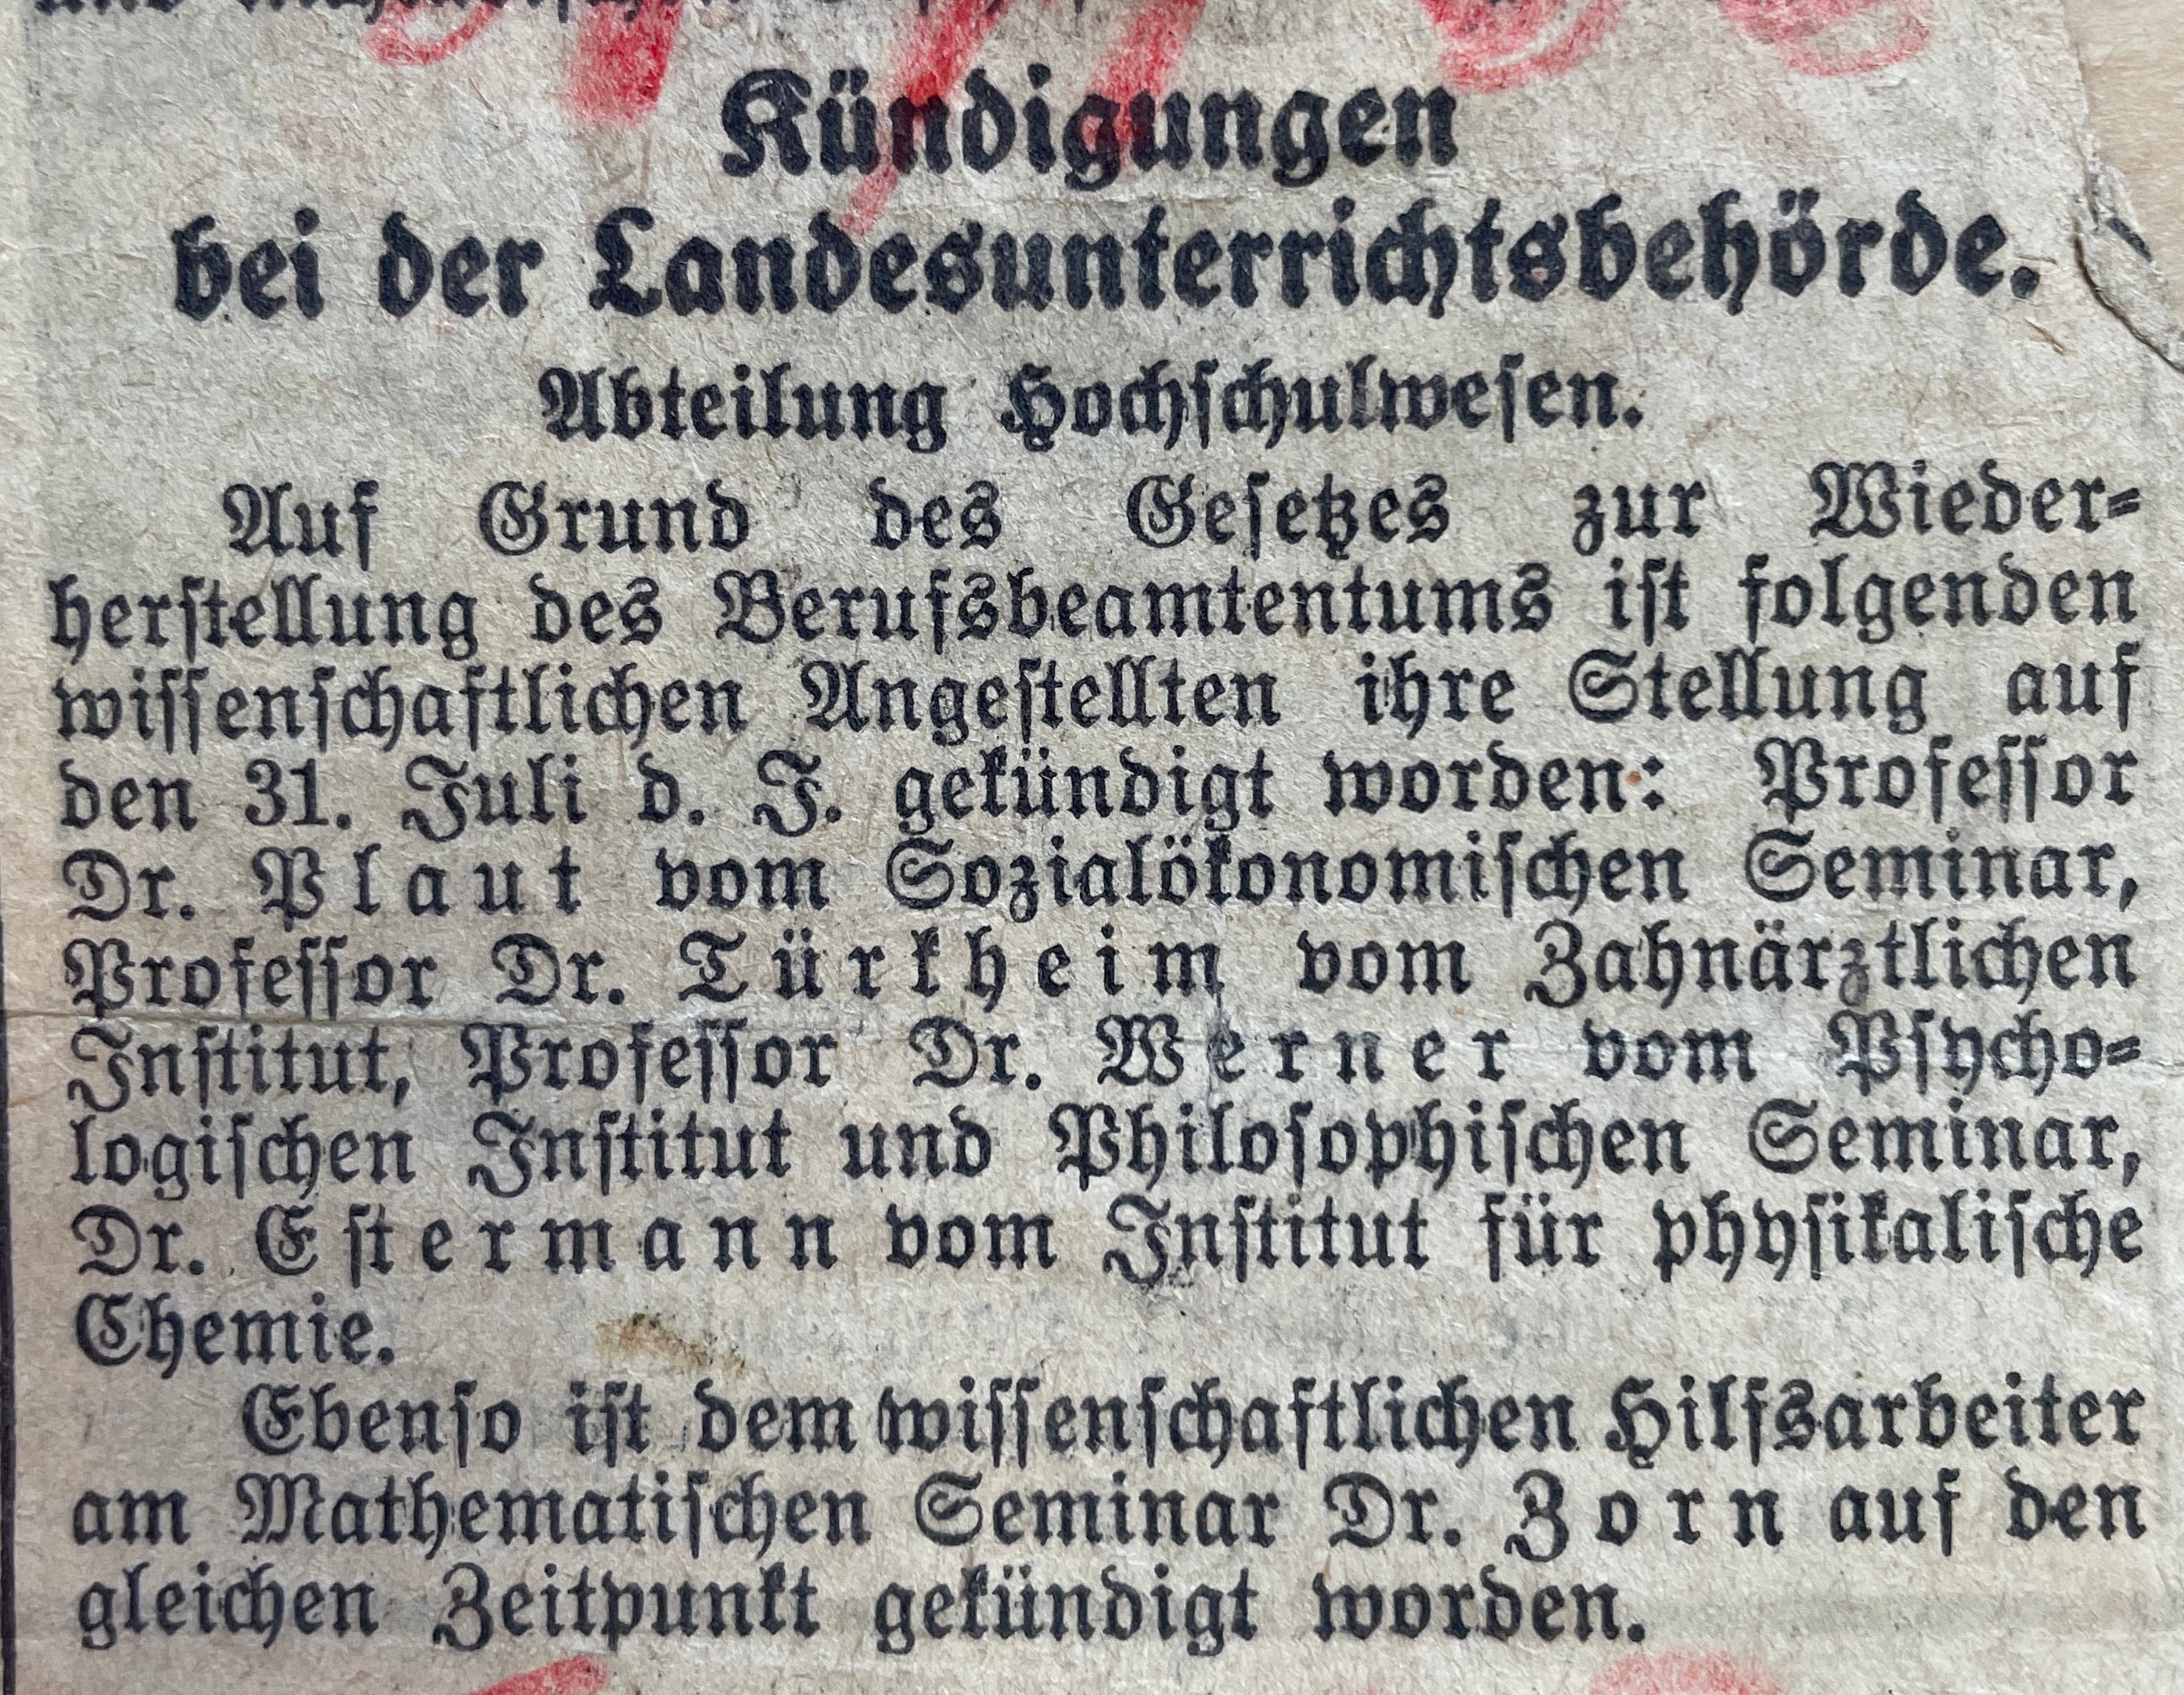 Kündigungen
bei der Landesunterrichtsbehörde.
Abteilung Hochschulwesen.
Auf Grund des Gesetzes zur Wieder-
herstellung des Berufsbeamtentums ist folgenden
wissenschaftlichen Angestellten ihre Stellung auf
den 31. Juli d. J. gekündigt worden: Professor
Dr. Plaut vom Sozialökonomischen Seminar,
Professor Dr. Türkheim vom Zahnärztlichen
Institut, Professor Dr. Werner vom Psycho-
logischen Institut und Philosophischen Seminar,
Dr. Estermann vom Institut für physikalische
Chemie.
Ebenso ist dem wissenschaftlichen Hilfsarbeiter
am Mathematischen Seminar Dr. Zorn auf den
gleichen Zeitpunkt gekündigt worden.